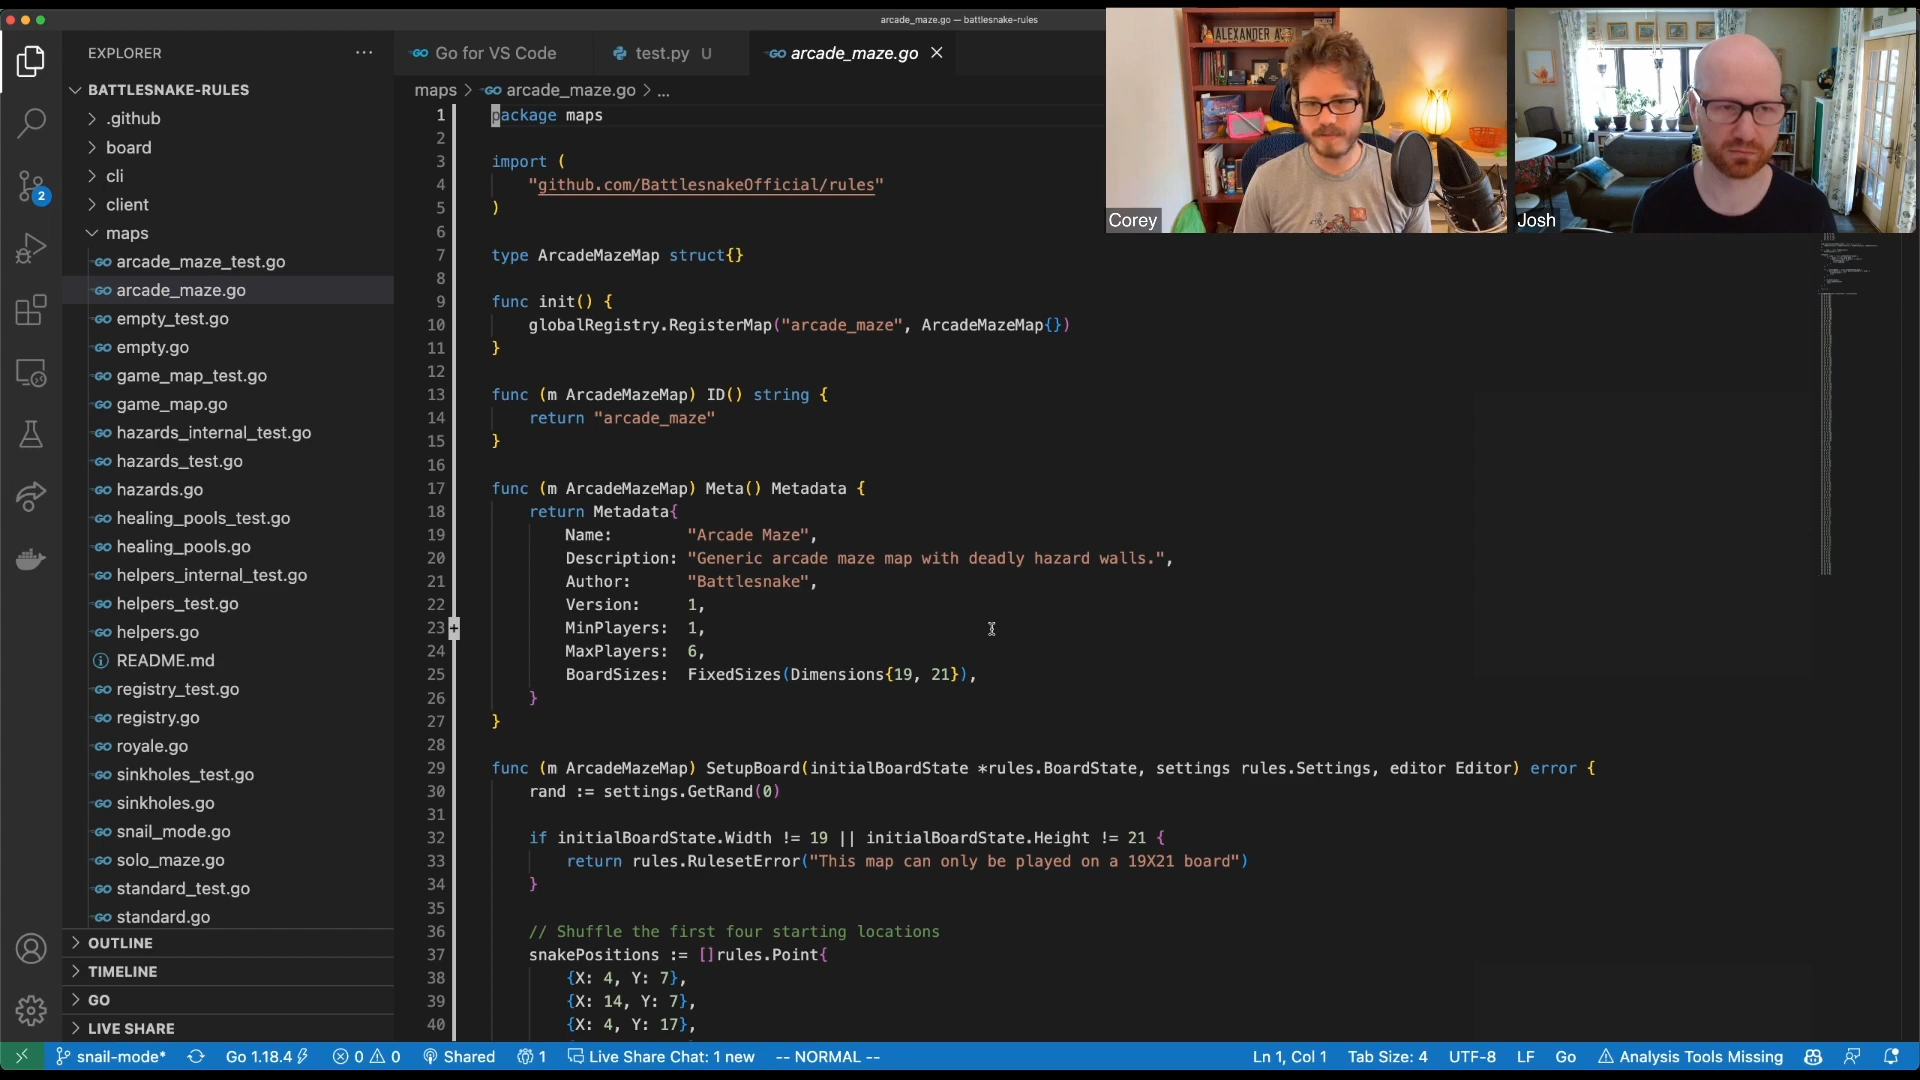 arcade_maze.go — battlesnake-rules
EXPLORER
Go for VS Code
test.py U
arcade_maze.go
maps > arcade_maze.go > ...
BATTLESNAKE-RULES
.github
board
cli
client
maps
arcade_maze_test.go
arcade_maze.go
empty_test.go
empty.go
game_map_test.go
game_map.go
hazards_internal_test.go
hazards_test.go
hazards.go
healing_pools_test.go
healing_pools.go
helpers_internal_test.go
helpers_test.go
helpers.go
README.md
registry_test.go
registry.go
royale.go
sinkholes_test.go
sinkholes.go
snail_mode.go
solo_maze.go
standard_test.go
standard.go
OUTLINE
TIMELINE
GO
LIVE SHARE
2
1 package maps
2
3 import (
4 "github.com/BattlesnakeOfficial/rules"
5 )
6
7 type ArcadeMazeMap struct{}
8
9 func init() {
10 globalRegistry.RegisterMap("arcade_maze", ArcadeMazeMap{})
11 }
12
13 func (m ArcadeMazeMap) ID() string {
14 return "arcade_maze"
15 }
16
17 func (m ArcadeMazeMap) Meta() Metadata {
18 return Metadata{
19 Name: "Arcade Maze",
20 Description: "Generic arcade maze map with deadly hazard walls.",
21 Author: "Battlesnake",
22 Version: 1,
23 MinPlayers: 1,
24 MaxPlayers: 6,
25 BoardSizes: FixedSizes(Dimensions{19, 21}),
26 }
27 }
28
29 func (m ArcadeMazeMap) SetupBoard(initialBoardState *rules.BoardState, settings rules.Settings, editor Editor) error {
30 rand := settings.GetRand(0)
31
32 if initialBoardState.Width != 19 || initialBoardState.Height != 21 {
33 return rules.RulesetError("This map can only be played on a 19X21 board")
34 }
35
36 // Shuffle the first four starting locations
37 snakePositions := []rules.Point{
38 {X: 4, Y: 7},
39 {X: 14, Y: 7},
40 {X: 4, Y: 17},
Corey
Josh
snail-mode* Go 1.18.4 0 0 Shared 1 Live Share Chat: 1 new -- NORMAL -- Ln 1, Col 1 Tab Size: 4 UTF-8 LF Go Analysis Tools Missing